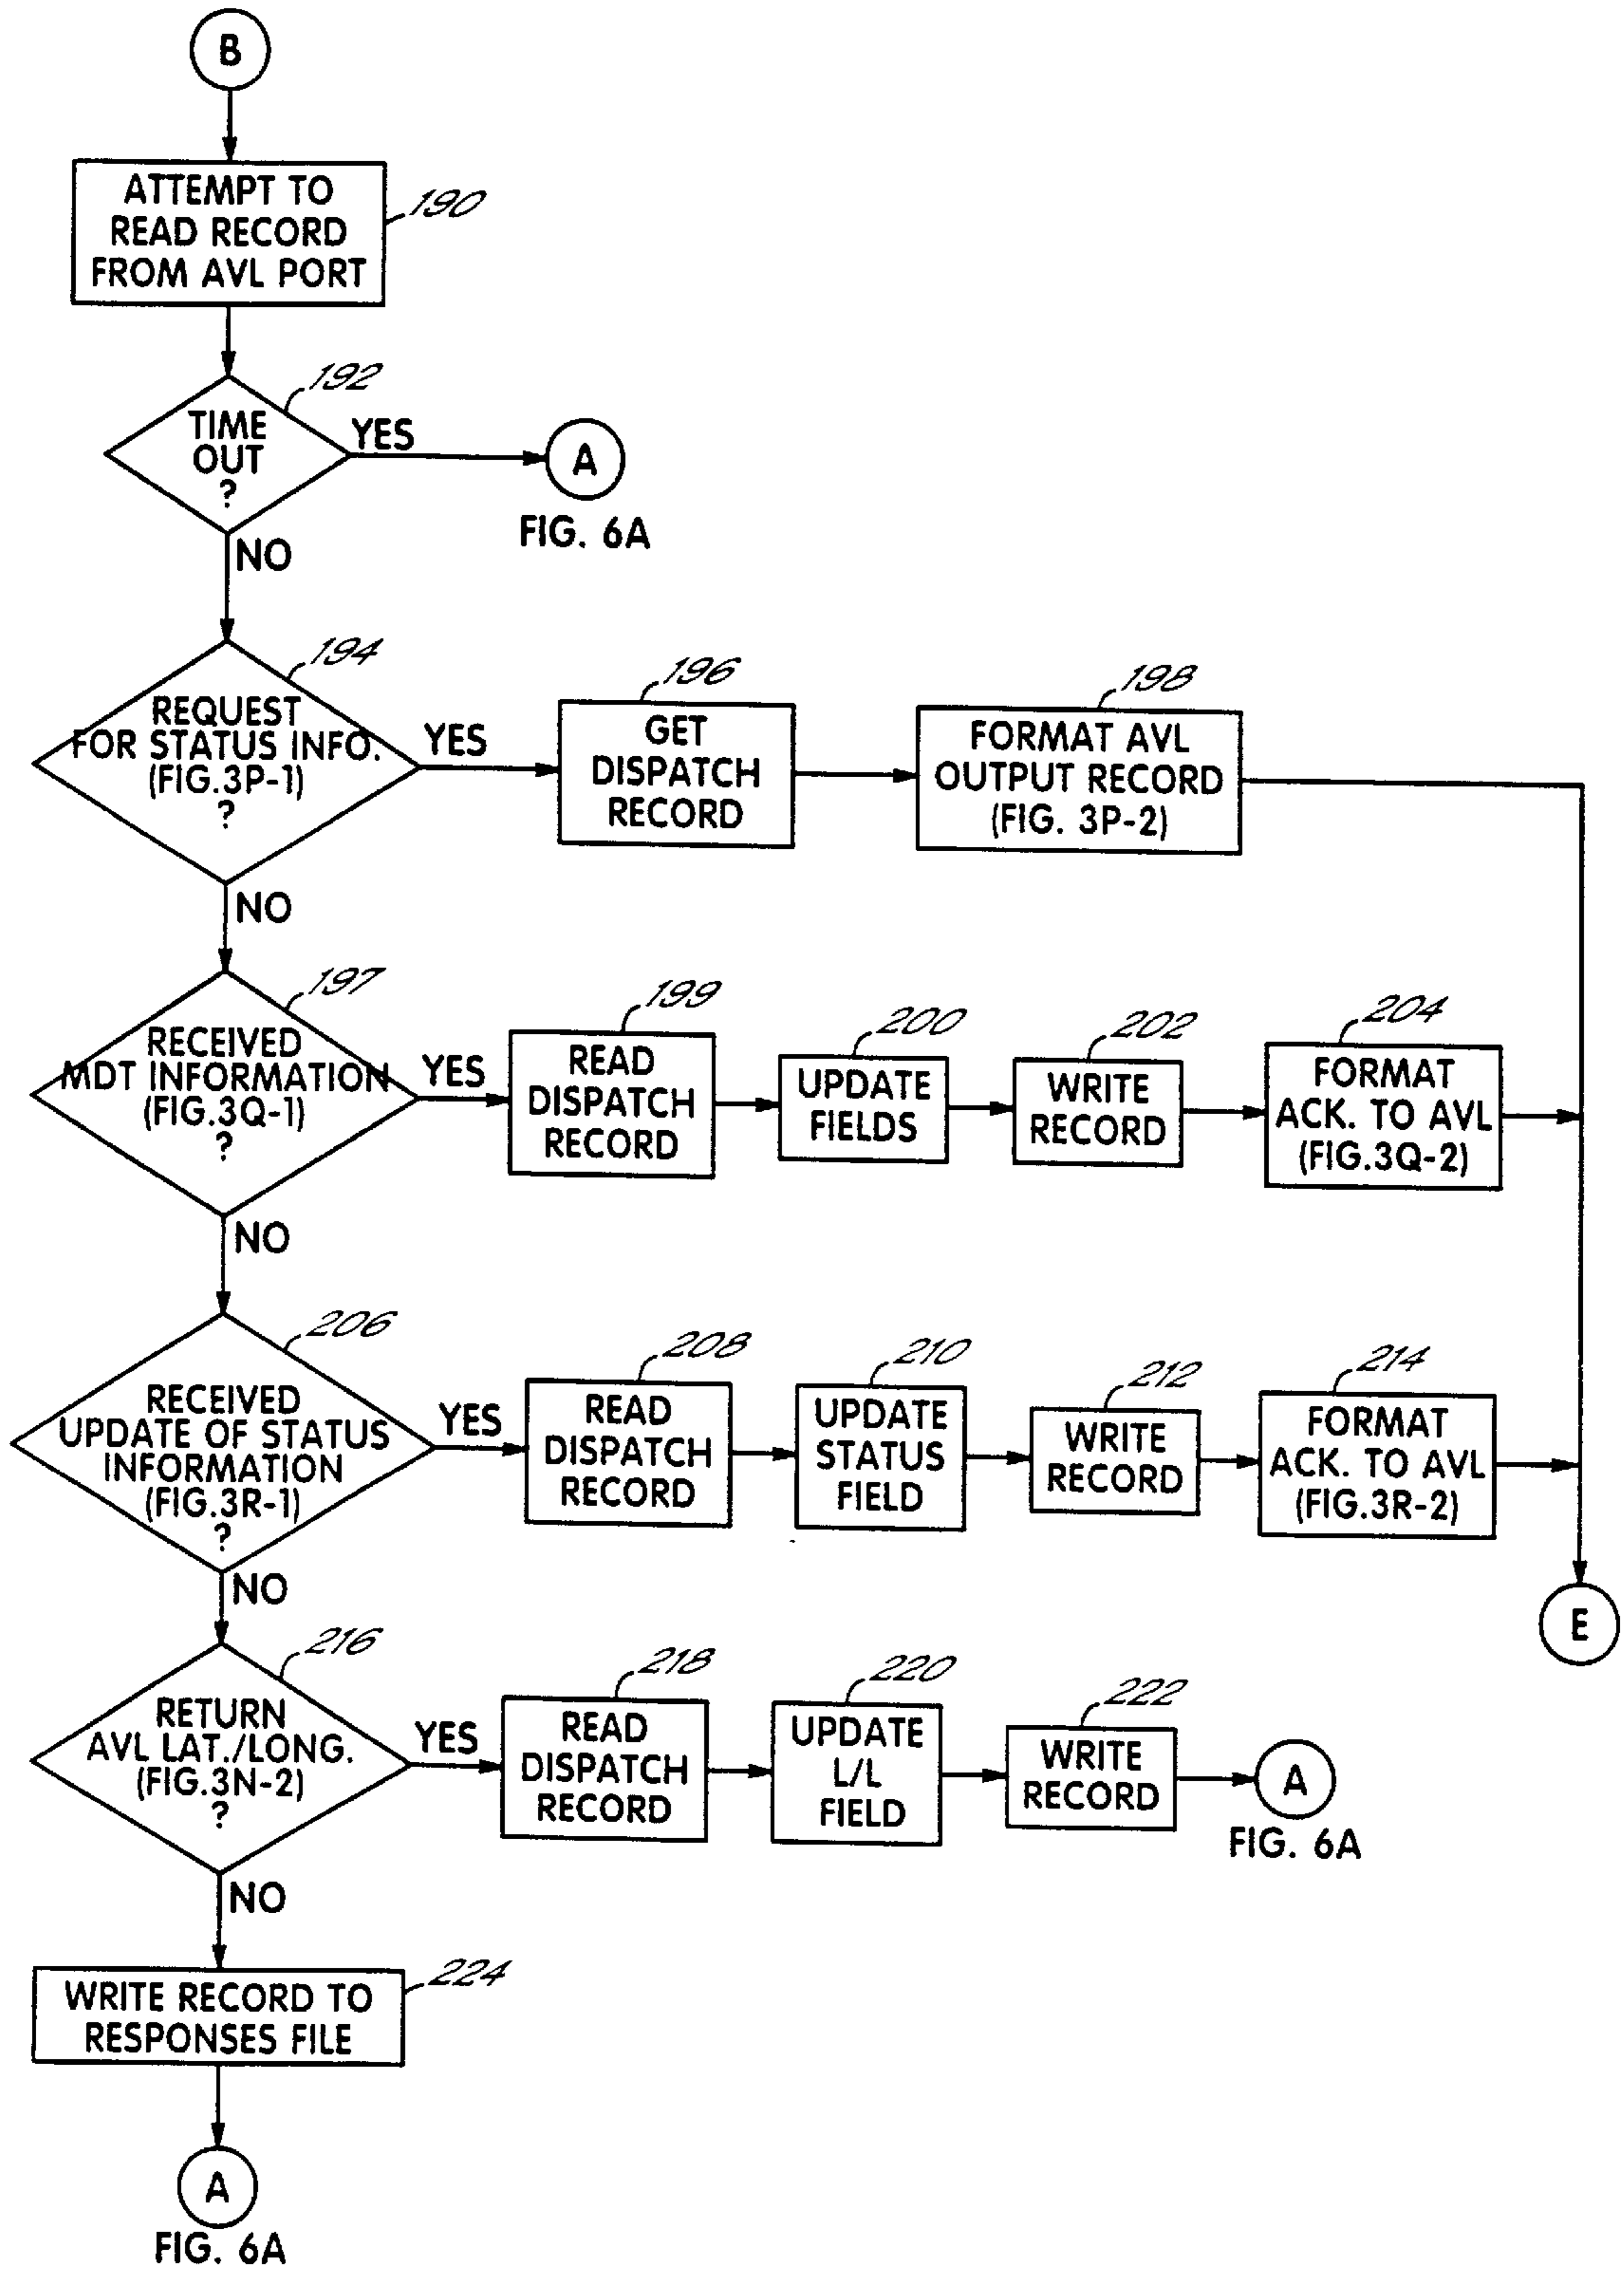 B
ATTEMPT TO
READ RECORD
FROM AVL PORT
190
192
TIME
OUT
?
YES
A
FIG. 6A
NO
194
REQUEST
FOR STATUS INFO.
(FIG.3P-1)
?
YES
196
GET
DISPATCH
RECORD
198
FORMAT AVL
OUTPUT RECORD
(FIG. 3P-2)
NO
197
RECEIVED
MDT INFORMATION
(FIG.3Q-1)
?
YES
199
READ
DISPATCH
RECORD
200
UPDATE
FIELDS
202
WRITE
RECORD
204
FORMAT
ACK. TO AVL
(FIG.3Q-2)
NO
206
RECEIVED
UPDATE OF STATUS
INFORMATION
(FIG.3R-1)
?
YES
208
READ
DISPATCH
RECORD
210
UPDATE
STATUS
FIELD
212
WRITE
RECORD
214
FORMAT
ACK. TO AVL
(FIG.3R-2)
E
NO
216
RETURN
AVL LAT./LONG.
(FIG.3N-2)
?
YES
218
READ
DISPATCH
RECORD
220
UPDATE
L/L
FIELD
222
WRITE
RECORD
A
FIG. 6A
NO
224
WRITE RECORD TO
RESPONSES FILE
A
FIG. 6A